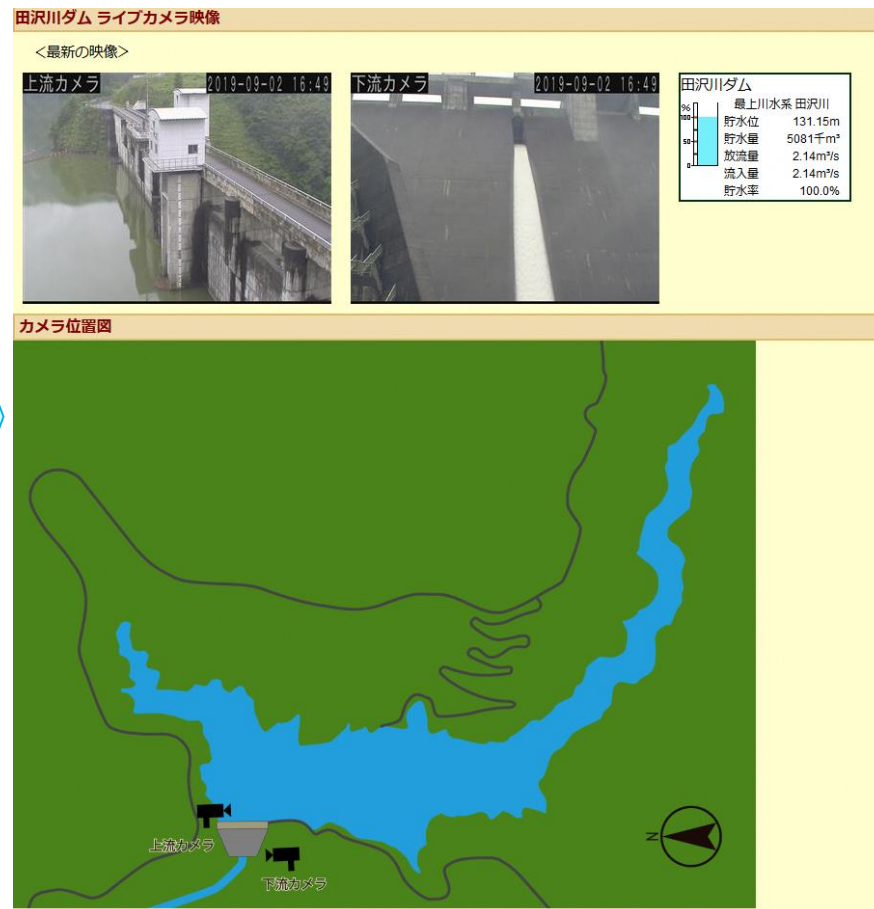 田沢川ダム ライブカメラ映像
＜最新の映像＞
上流カメラ 2019-09-02 16:49
下流カメラ 2019-09-02 16:49
田沢川ダム
% 最上川水系 田沢川
100
50
0
貯水位 131.15m
貯水量 5081千m³
放流量 2.14m³/s
流入量 2.14m³/s
貯水率 100.0%
カメラ位置図
上流カメラ
下流カメラ
N